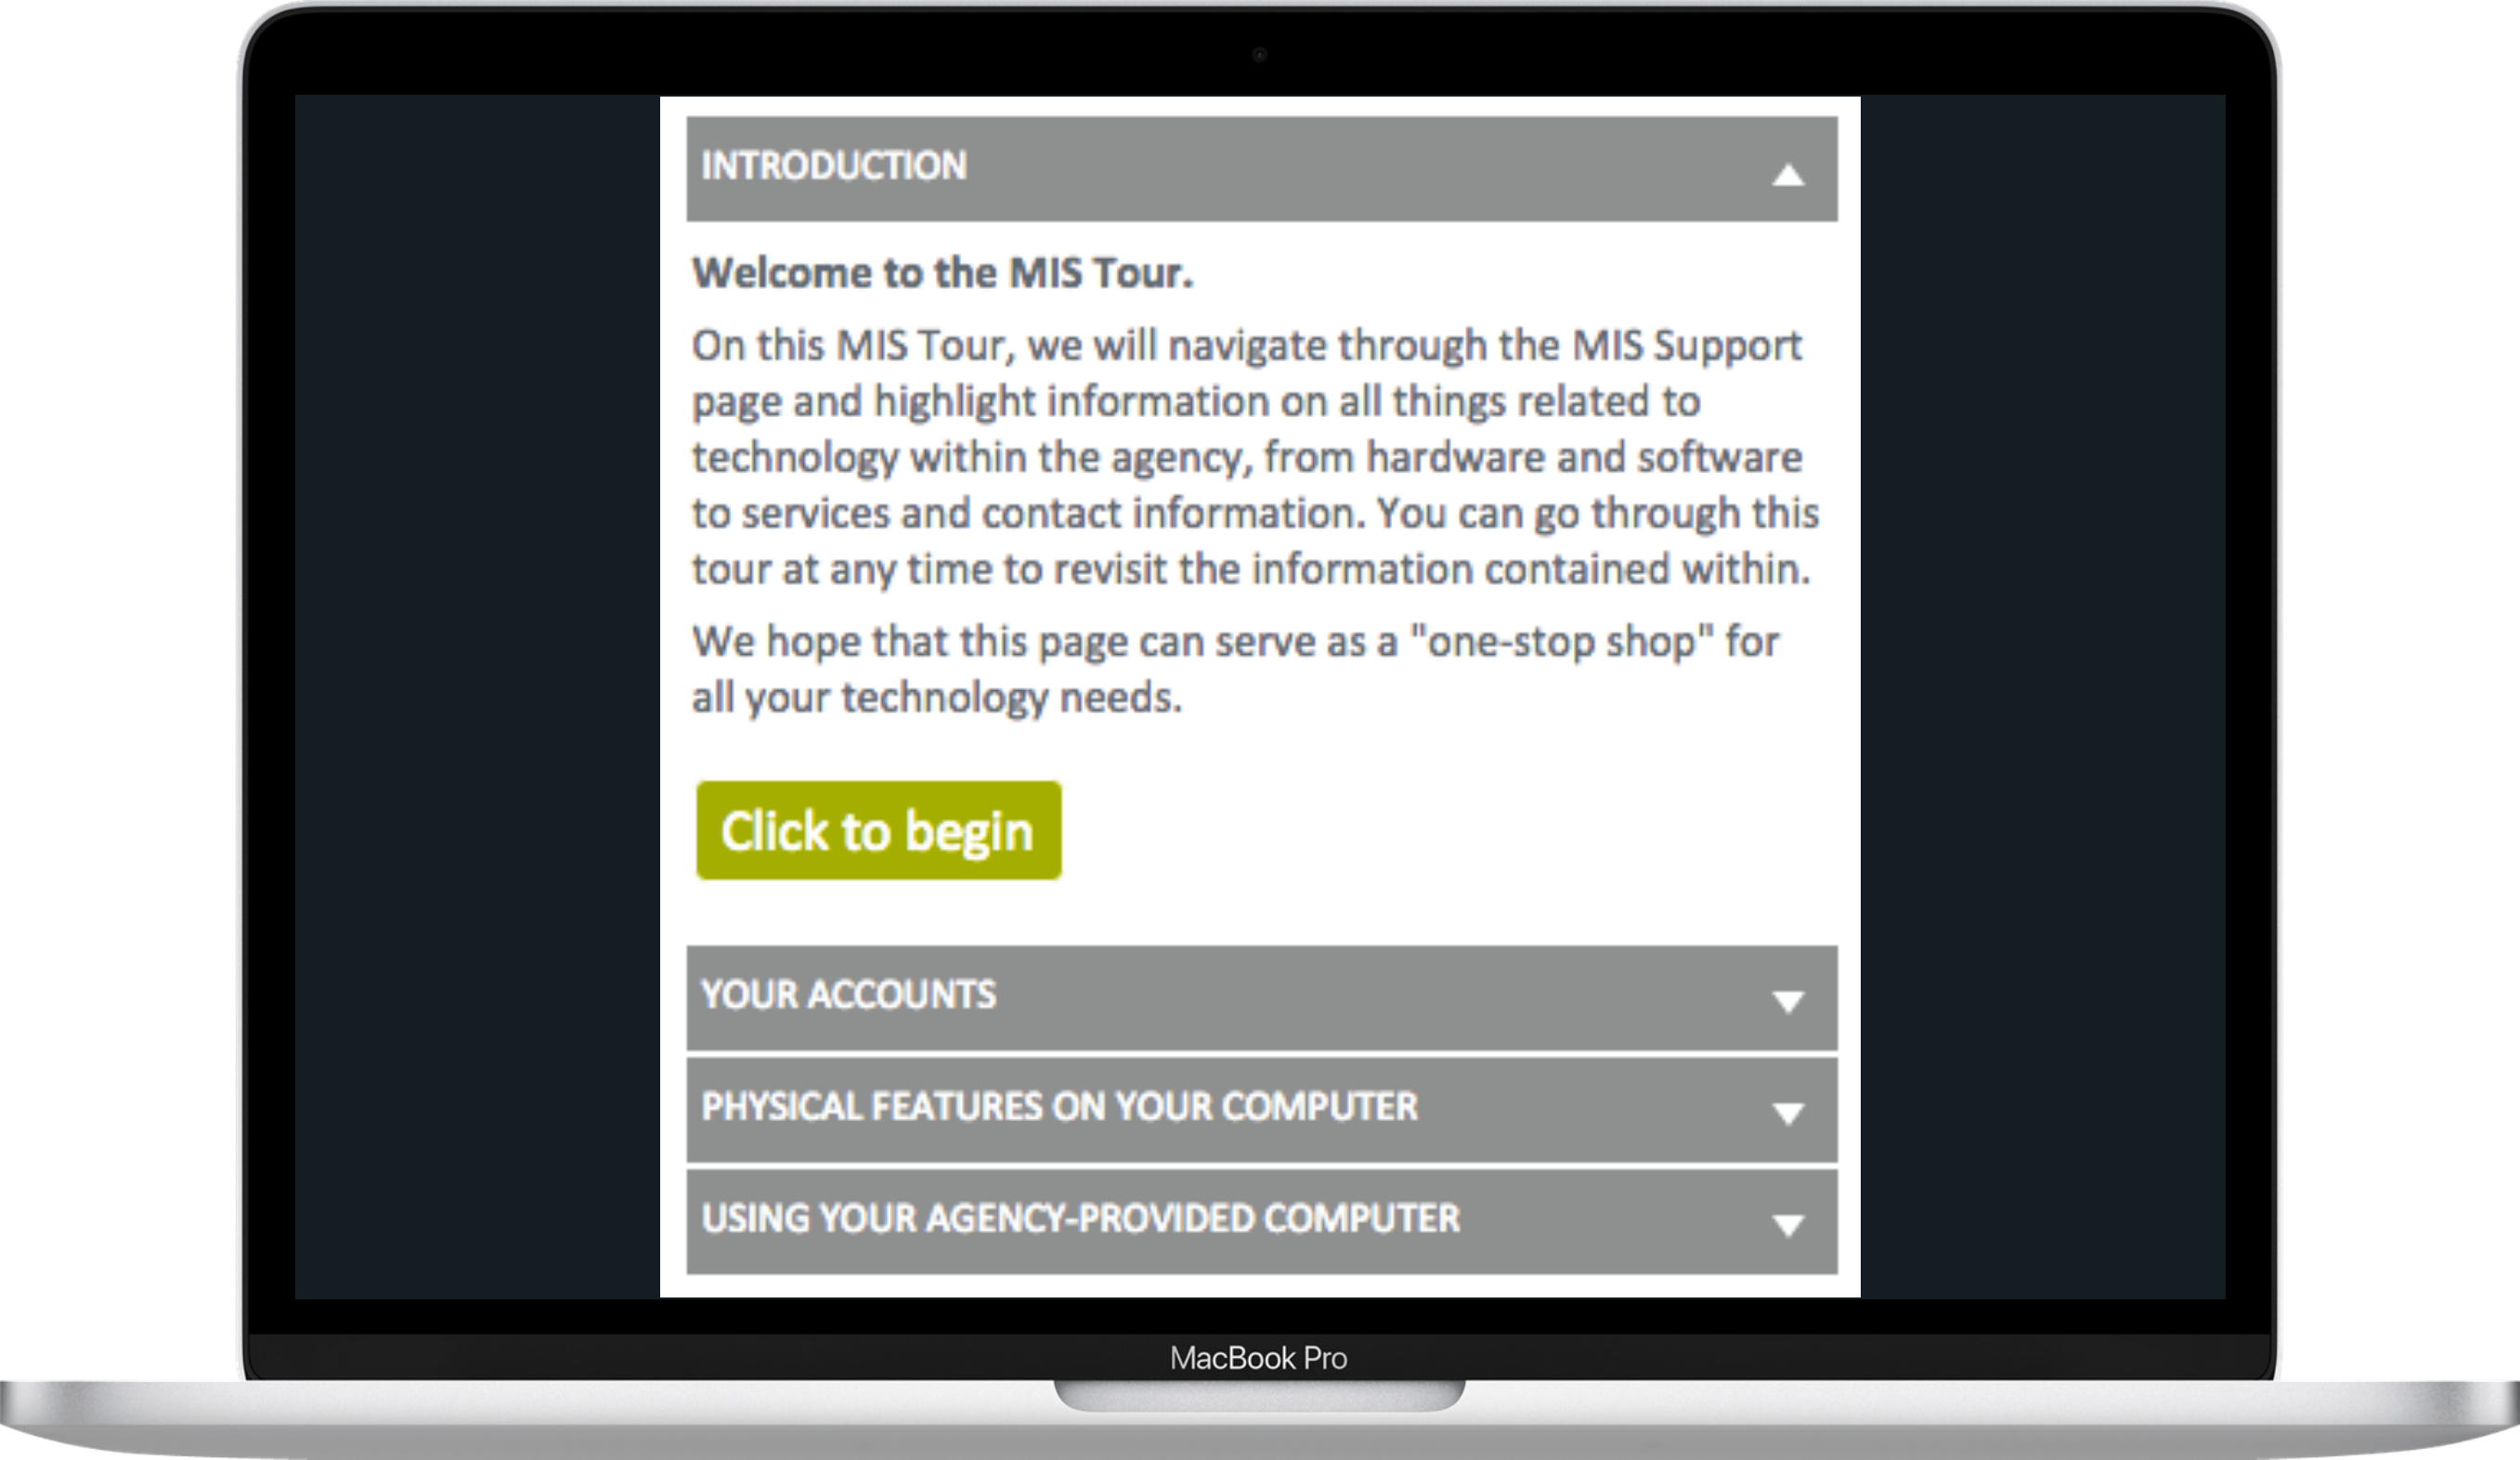 INTRODUCTION
Welcome to the MIS Tour.
On this MIS Tour, we will navigate through the MIS Support
page and highlight information on all things related to
technology within the agency, from hardware and software
to services and contact information. You can go through this
tour at any time to revisit the information contained within.
We hope that this page can serve as a "one-stop shop" for
all your technology needs.
Click to begin
YOUR ACCOUNTS
PHYSICAL FEATURES ON YOUR COMPUTER
USING YOUR AGENCY-PROVIDED COMPUTER
MacBook Pro